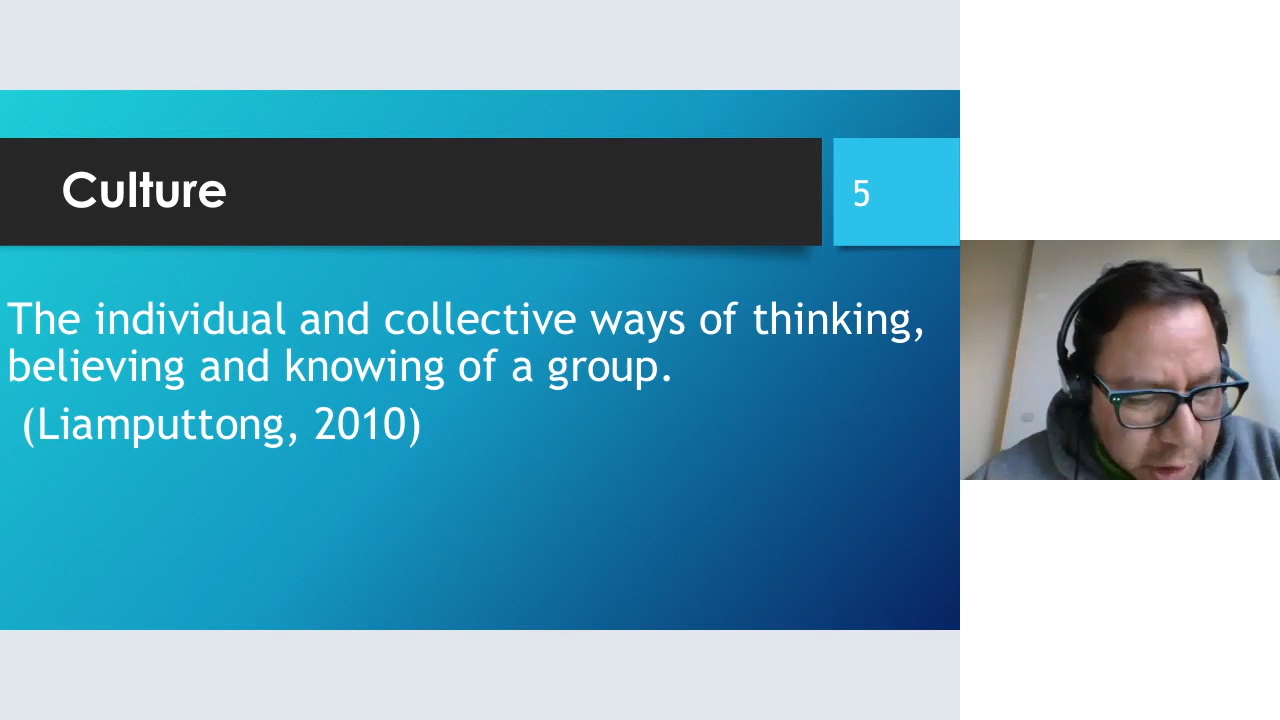 Culture
5
The individual and collective ways of thinking,
believing and knowing of a group.
(Liamputtong, 2010)